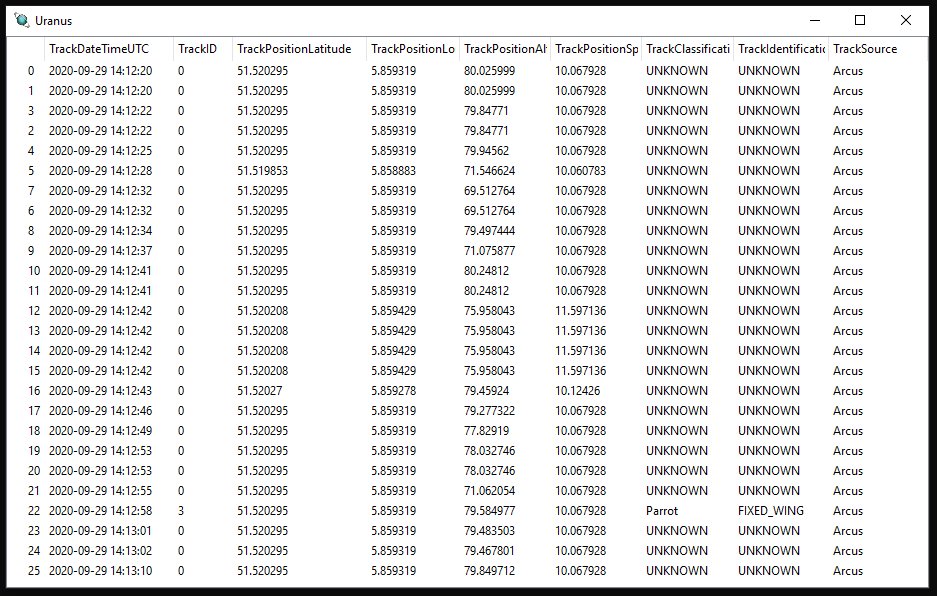 Uranus
TrackDateTimeUTC TrackID TrackPositionLatitude TrackPositionLo TrackPositionAl TrackPositionSp TrackClassificati TrackIdentificatic TrackSource
0 2020-09-29 14:12:20 0 51.520295 5.859319 80.025999 10.067928 UNKNOWN UNKNOWN Arcus
1 2020-09-29 14:12:20 0 51.520295 5.859319 80.025999 10.067928 UNKNOWN UNKNOWN Arcus
3 2020-09-29 14:12:22 0 51.520295 5.859319 79.84771 10.067928 UNKNOWN UNKNOWN Arcus
2 2020-09-29 14:12:22 0 51.520295 5.859319 79.84771 10.067928 UNKNOWN UNKNOWN Arcus
4 2020-09-29 14:12:25 0 51.520295 5.859319 79.94562 10.067928 UNKNOWN UNKNOWN Arcus
5 2020-09-29 14:12:28 0 51.519853 5.858883 71.546624 10.060783 UNKNOWN UNKNOWN Arcus
7 2020-09-29 14:12:32 0 51.520295 5.859319 69.512764 10.067928 UNKNOWN UNKNOWN Arcus
6 2020-09-29 14:12:32 0 51.520295 5.859319 69.512764 10.067928 UNKNOWN UNKNOWN Arcus
8 2020-09-29 14:12:34 0 51.520295 5.859319 79.497444 10.067928 UNKNOWN UNKNOWN Arcus
9 2020-09-29 14:12:37 0 51.520295 5.859319 71.075877 10.067928 UNKNOWN UNKNOWN Arcus
10 2020-09-29 14:12:41 0 51.520295 5.859319 80.24812 10.067928 UNKNOWN UNKNOWN Arcus
11 2020-09-29 14:12:41 0 51.520295 5.859319 80.24812 10.067928 UNKNOWN UNKNOWN Arcus
12 2020-09-29 14:12:42 0 51.520208 5.859429 75.958043 11.597136 UNKNOWN UNKNOWN Arcus
13 2020-09-29 14:12:42 0 51.520208 5.859429 75.958043 11.597136 UNKNOWN UNKNOWN Arcus
14 2020-09-29 14:12:42 0 51.520208 5.859429 75.958043 11.597136 UNKNOWN UNKNOWN Arcus
15 2020-09-29 14:12:42 0 51.520208 5.859429 75.958043 11.597136 UNKNOWN UNKNOWN Arcus
16 2020-09-29 14:12:43 0 51.52027 5.859278 79.45924 10.12426 UNKNOWN UNKNOWN Arcus
17 2020-09-29 14:12:46 0 51.520295 5.859319 79.277322 10.067928 UNKNOWN UNKNOWN Arcus
18 2020-09-29 14:12:49 0 51.520295 5.859319 77.82919 10.067928 UNKNOWN UNKNOWN Arcus
19 2020-09-29 14:12:53 0 51.520295 5.859319 78.032746 10.067928 UNKNOWN UNKNOWN Arcus
20 2020-09-29 14:12:53 0 51.520295 5.859319 78.032746 10.067928 UNKNOWN UNKNOWN Arcus
21 2020-09-29 14:12:55 0 51.520295 5.859319 71.062054 10.067928 UNKNOWN UNKNOWN Arcus
22 2020-09-29 14:12:58 3 51.520295 5.859319 79.584977 10.067928 Parrot FIXED_WING Arcus
23 2020-09-29 14:13:01 0 51.520295 5.859319 79.483503 10.067928 UNKNOWN UNKNOWN Arcus
24 2020-09-29 14:13:02 0 51.520295 5.859319 79.467801 10.067928 UNKNOWN UNKNOWN Arcus
25 2020-09-29 14:13:10 0 51.520295 5.859319 79.849712 10.067928 UNKNOWN UNKNOWN Arcus